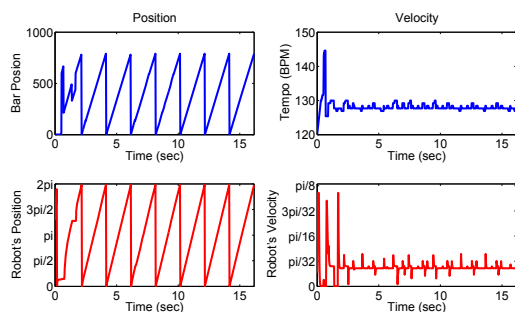 Position
Velocity
1000
500
0
Bar Posion
0 5 10 15
Time (sec)
150
140
130
120
Tempo (BPM)
0 5 10 15
Time (sec)
2pi
3pi/2
pi
pi/2
0
Robot's Position
0 5 10 15
Time (sec)
pi/8
3pi/32
pi/16
pi/32
0
Robot's Velocity
0 5 10 15
Time (sec)